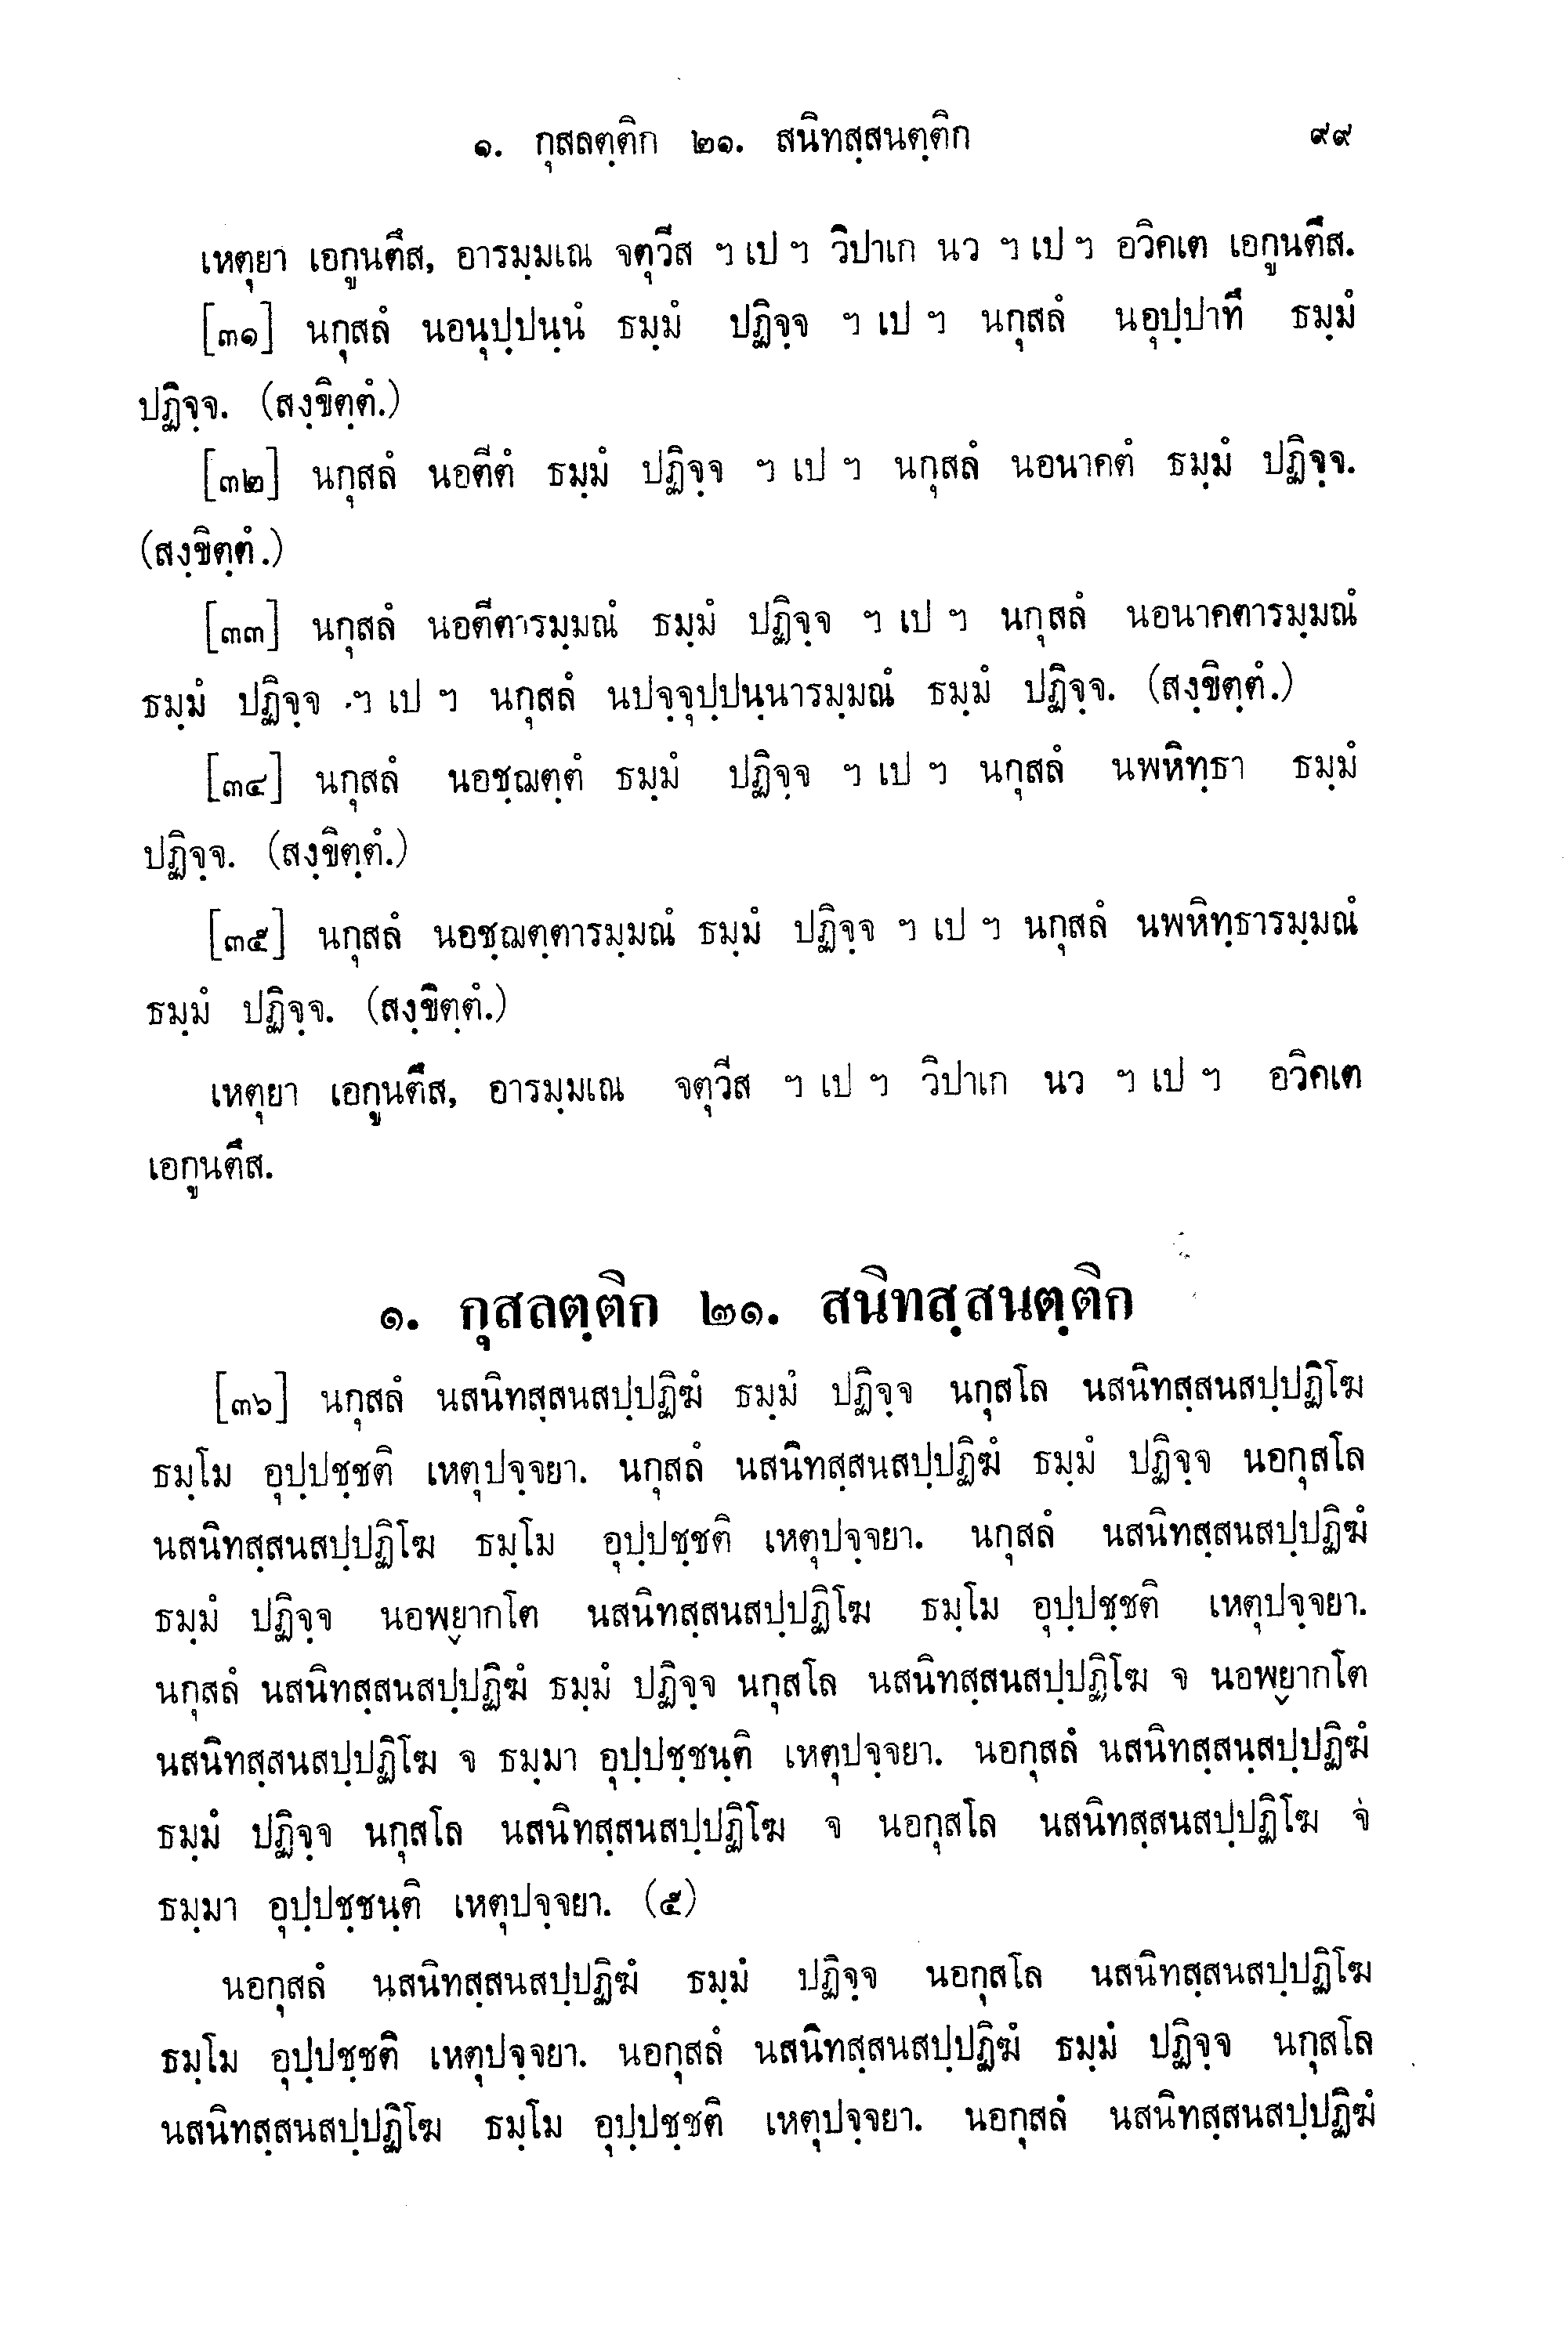 ๑. กุสลตฺติก ๒๑. สนิทสฺสนตฺติก ๙๙
เหตุยา เอกูนตึส, อารมฺมเณ จตุวีส ฯ เป ฯ วิปาเก นว ฯ เป ฯ อวิคเต เอกูนตึส.
[๓๑] นกุสลํ นอนุปฺปนฺนํ ธมฺมํ ปฏิจฺจ ฯ เป ฯ นกุสลํ นอุปฺปาทึ ธมฺมํ
ปฏิจฺจ. (สงฺขิตฺตํ.)
[๓๒] นกุสลํ นอตีตํ ธมฺมํ ปฏิจฺจ ฯ เป ฯ นกุสลํ นอนาคตํ ธมฺมํ ปฏิจฺจ.
(สงฺขิตฺตํ.)
[๓๓] นกุสลํ นอตีตารมฺมณํ ธมฺมํ ปฏิจฺจ ฯ เป ฯ นกุสลํ นอนาคตารมฺมณํ
ธมฺมํ ปฏิจฺจ ฯ เป ฯ นกุสลํ นปจฺจุปฺปนฺนารมฺมณํ ธมฺมํ ปฏิจฺจ. (สงฺขิตฺตํ.)
[๓๔] นกุสลํ นอชฺฌตฺตํ ธมฺมํ ปฏิจฺจ ฯ เป ฯ นกุสลํ นพหิทฺธา ธมฺมํ
ปฏิจฺจ. (สงฺขิตฺตํ.)
[๓๕] นกุสลํ นอชฺฌตฺตารมฺมณํ ธมฺมํ ปฏิจฺจ ฯ เป ฯ นกุสลํ นพหิทฺธารมฺมณํ
ธมฺมํ ปฏิจฺจ. (สงฺขิตฺตํ.)
เหตุยา เอกูนตึส, อารมฺมเณ จตุวีส ฯ เป ฯ วิปาเก นว ฯ เป ฯ อวิคเต
เอกูนตึส.
๑. กุสลตฺติก ๒๑. สนิทสฺสนตฺติก
[๓๖] นกุสลํ นสนิทสฺสนสปฺปฏิฆํ ธมฺมํ ปฏิจฺจ นกุสโล นสนิทสฺสนสปฺปฏิโฆ
ธมฺโม อุปฺปชฺชติ เหตุปจฺจยา. นกุสลํ นสนิทสฺสนสปฺปฏิฆํ ธมฺมํ ปฏิจฺจ นอกุสโล
นสนิทสฺสนสปฺปฏิโฆ ธมฺโม อุปฺปชฺชติ เหตุปจฺจยา. นกุสลํ นสนิทสฺสนสปฺปฏิฆํ
ธมฺมํ ปฏิจฺจ นอพฺยากโต นสนิทสฺสนสปฺปฏิโฆ ธมฺโม อุปฺปชฺชติ เหตุปจฺจยา.
นกุสลํ นสนิทสฺสนสปฺปฏิฆํ ธมฺมํ ปฏิจฺจ นกุสโล นสนิทสฺสนสปฺปฏิโฆ จ นอพฺยากโต
นสนิทสฺสนสปฺปฏิโฆ จ ธมฺมา อุปฺปชฺชนฺติ เหตุปจฺจยา. นอกุสลํ นสนิทสฺสนฺสปฺปฏิฆํ
ธมฺมํ ปฏิจฺจ นกุสโล นสนิทสฺสนสปฺปฏิโฆ จ นอกุสโล นสนิทสฺสนสปฺปฏิโฆ จ
ธมฺมา อุปฺปชฺชนฺติ เหตุปจฺจยา. (๕)
นอกุสลํ นสนิทสฺสนสปฺปฏิฆํ ธมฺมํ ปฏิจฺจ นอกุสโล นสนิทสฺสนสปฺปฏิโฆ
ธมฺโม อุปฺปชฺชติ เหตุปจฺจยา. นอกุสลํ นสนิทสฺสนสปฺปฏิฆํ ธมฺมํ ปฏิจฺจ นกุสโล
นสนิทสฺสนสปฺปฏิโฆ ธมฺโม อุปฺปชฺชติ เหตุปจฺจยา. นอกุสลํ นสนิทสฺสนสปฺปฏิฆํ